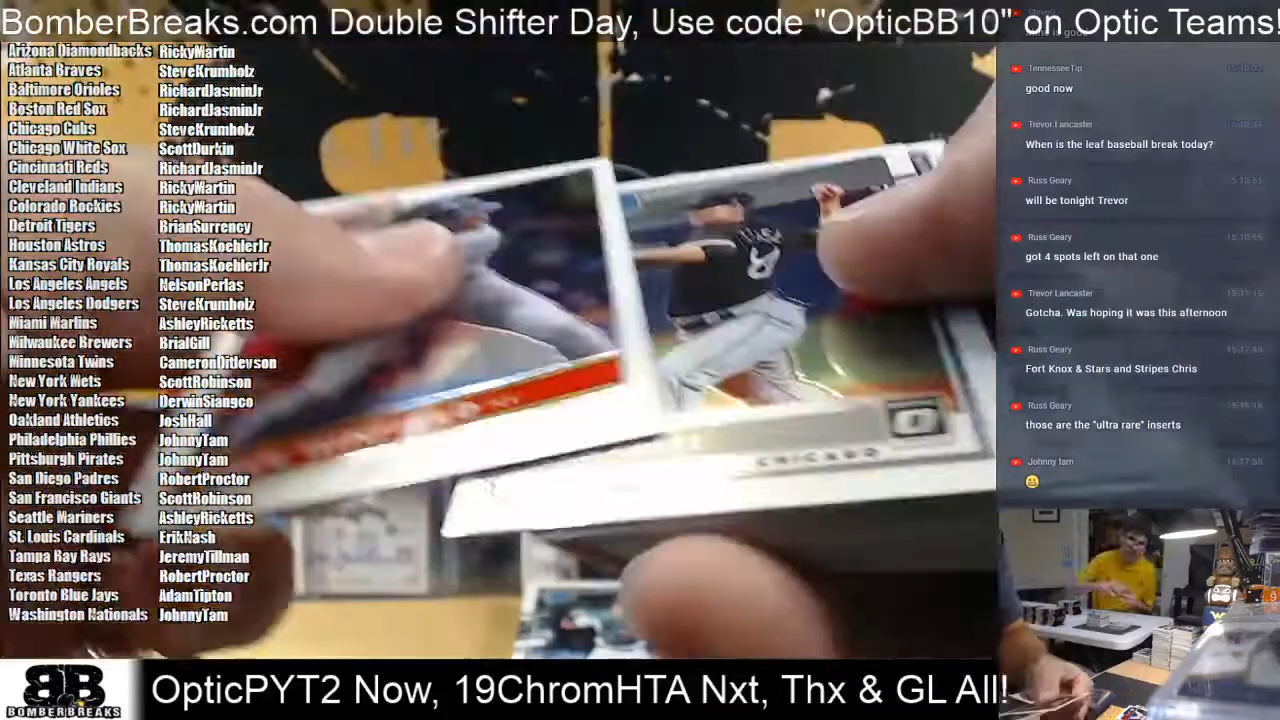 BomberBreaks.com Double Shifter Day, Use code "OpticBB10" on Optic Teams!
Arizona Diamondbacks RickyMartin
Atlanta Braves SteveKrumholz
Baltimore Orioles RichardJasminJr
Boston Red Sox RichardJasminJr
Chicago Cubs SteveKrumholz
Chicago White Sox ScottDurkin
Cincinnati Reds RichardJasminJr
Cleveland Indians RickyMartin
Colorado Rockies RickyMartin
Detroit Tigers BrianSurrency
Houston Astros ThomasKoehlerJr
Kansas City Royals ThomasKoehlerJr
Los Angeles Angels NelsonPerlas
Los Angeles Dodgers SteveKrumholz
Miami Marlins AshleyRicketts
Milwaukee Brewers BrialGill
Minnesota Twins CameronDitlevson
New York Mets ScottRobinson
New York Yankees DerwinSiangco
Oakland Athletics JoshHall
Philadelphia Phillies JohnnyTam
Pittsburgh Pirates JohnnyTam
San Diego Padres RobertProctor
San Francisco Giants ScottRobinson
Seattle Mariners AshleyRicketts
St. Louis Cardinals ErikNash
Tampa Bay Rays JeremyTillman
Texas Rangers RobertProctor
Toronto Blue Jays AdamTipton
Washington Nationals JohnnyTam
CHICAGO
SteveG
good
TennesseeTip
good now
Trevor Lancaster
When is the leaf baseball break today?
Russ Geary
will be tonight Trevor
Russ Geary
got 4 spots left on that one
Trevor Lancaster
Gotcha. Was hoping it was this afternoon
Russ Geary
Fort Knox & Stars and Stripes Chris
Russ Geary
those are the "ultra rare" inserts
Johnny tam 15:17:55
😀
BB
BOMBERBREAKS
OpticPYT2 Now, 19ChromHTA Nxt, Thx & GL All!